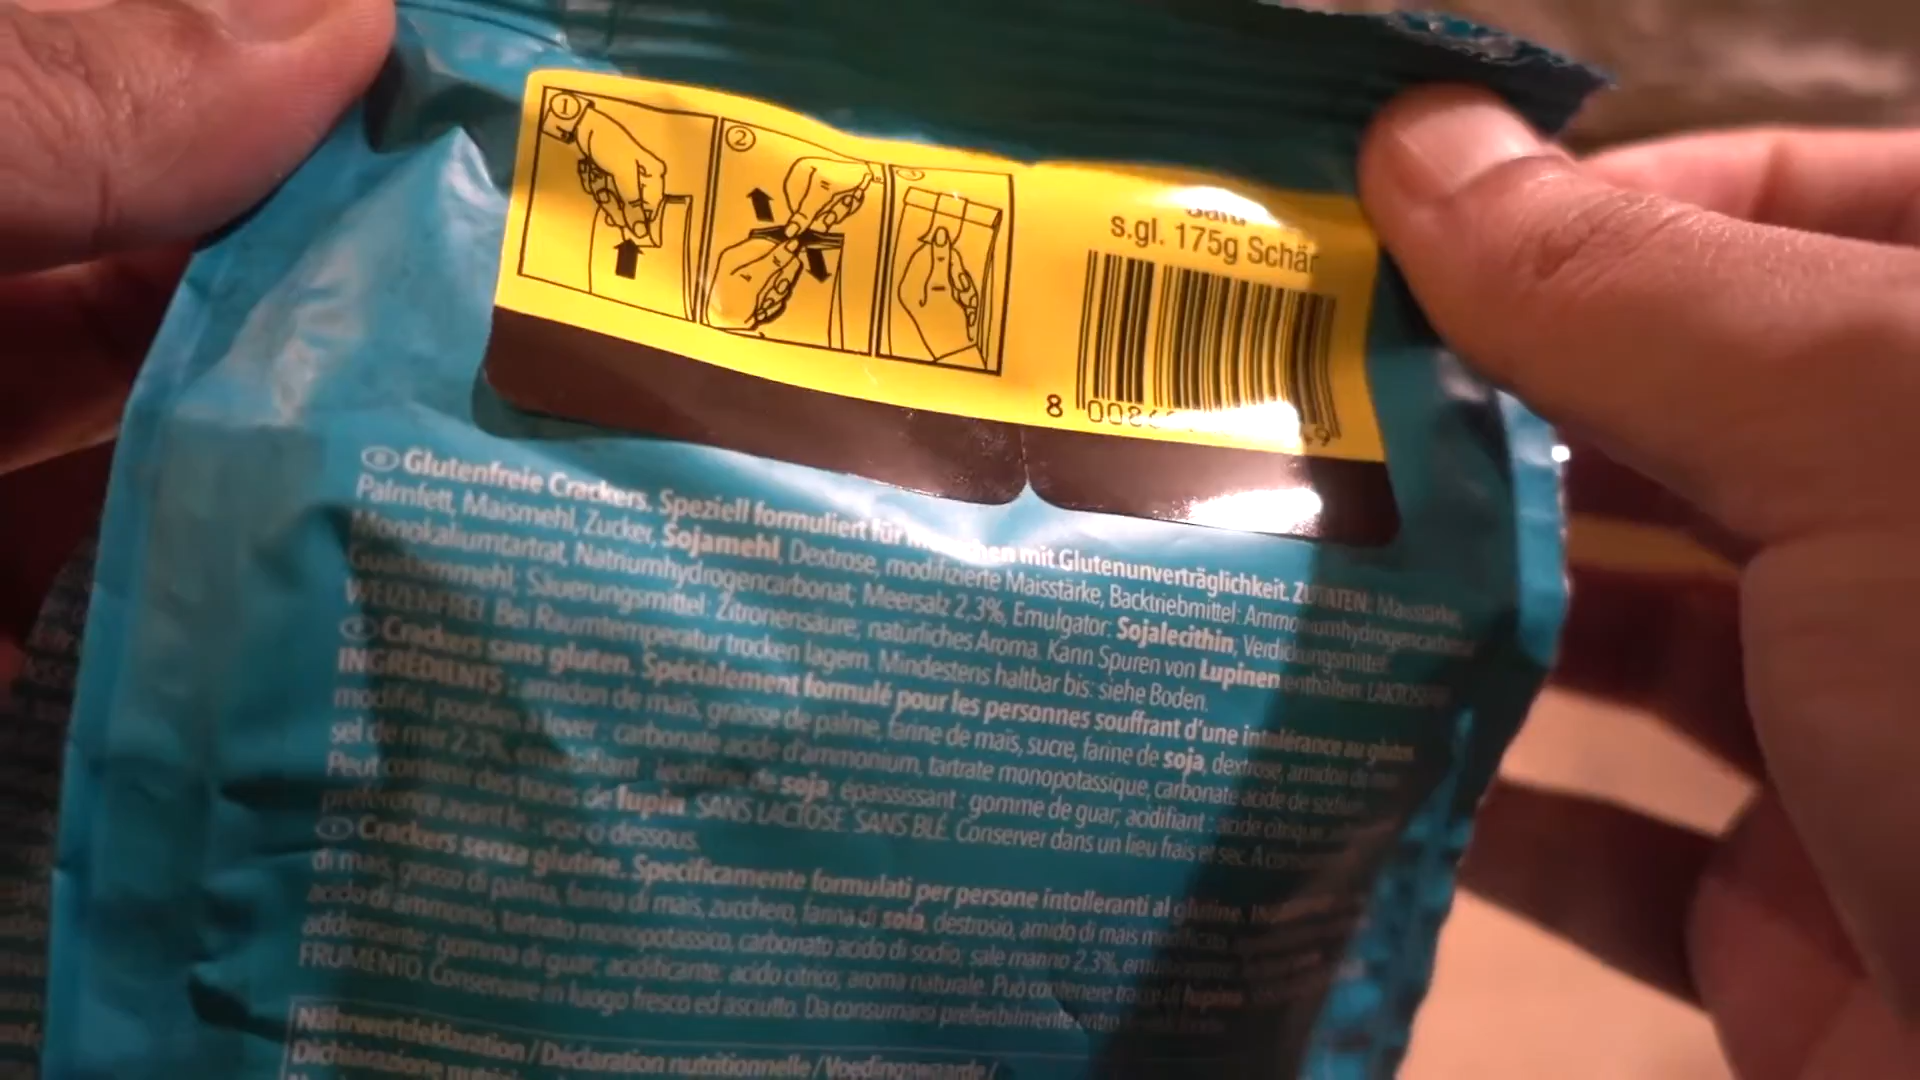 1
2
3
s.gl. 175g Schär
8 0086 9
D Glutenfreie Crackers. Speziell formuliert für mit Glutenunverträglichkeit. ZUTATEN: Maisstärke,
Palmfett, Maismehl, Zucker, Sojamehl, Dextrose, modifizierte Maisstärke, Backtriebmittel: Ammoniumhydrogencarbonat,
Monokaliumtartrat, Natriumhydrogencarbonat; Meersalz 2,3%, Emulgator: Sojalecithin, Verdickungsmittel:
Guarkernmehl; Säuerungsmittel: Zitronensäure, natürliches Aroma. Kann Spuren von Lupinen enthalten. LAKTOSEFREI
WEIZENFREI. Bei Raumtemperatur trocken lagern. Mindestens haltbar bis: siehe Boden.
F Crackers sans gluten. Spécialement formulé pour les personnes souffrant d'une intolérance au gluten.
INGRÉDIENTS : amidon de maïs, graisse de palme, farine de maïs, sucre, farine de soja, dextrose, amidon de maïs
modifié, poudres à lever : carbonate acide d'ammonium, tartrate monopotassique, carbonate acide de sodium,
sel de mer 2,3%, émulsifiant : lécithine de soja; épaississant : gomme de guar; acidifiant : acide citrique,
Peut contenir des traces de lupin. SANS LACTOSE. SANS BLÉ. Conserver dans un lieu frais et sec. A consommer
préférence avant le : voir ci dessous.
I Crackers senza glutine. Specificamente formulati per persone intolleranti al glutine.
di mais, grasso di palma, farina di mais, zucchero, farina di soia, destrosio, amido di mais modificato,
acido di ammonio, tartrato monopotassico, carbonato acido di sodio; sale marino 2,3%,
addensante: gomma di guar; acidificante: acido citrico; aroma naturale. Può contenere tracce di lupino.
FRUMENTO. Conservare in luogo fresco ed asciutto. Da consumarsi preferibilmente entro
Nährwertdeklaration / Déclaration nutritionnelle / Voedingswaarde /
Dichiarazione